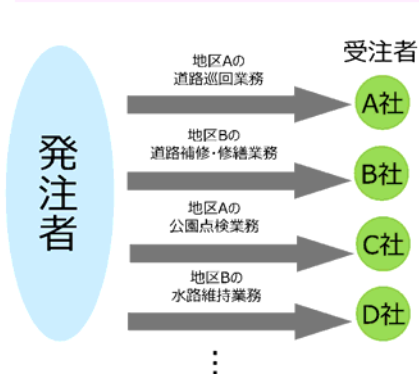 受注者
地区Aの
道路巡回業務
A社
発注者
地区Bの
道路補修・修繕業務
B社
地区Aの
公園点検業務
C社
地区Bの
水路維持業務
D社
⋮